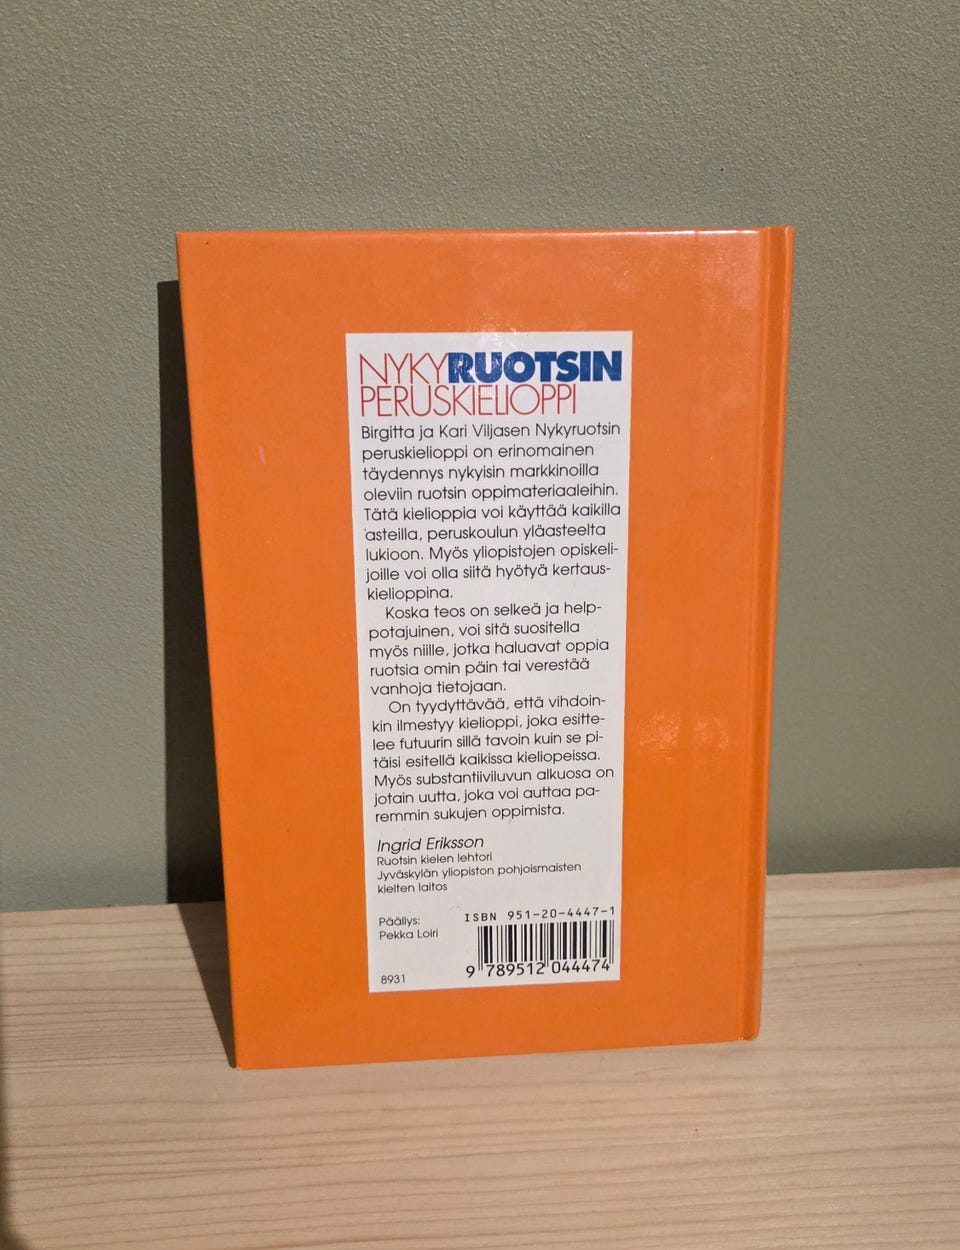 NYKYRUOTSIN
PERUSKIELIOPPI
Birgitta ja Kari Viljasen Nykyruotsin
peruskielioppi on erinomainen
täydennys nykyisin markkinoilla
oleviin ruotsin oppimateriaaleihin.
Tätä kielioppia voi käyttää kaikilla
asteilla, peruskoulun yläasteelta
lukioon. Myös yliopistojen opiskeli-
joille voi olla siitä hyötyä kertaus-
kielioppina.
Koska teos on selkeä ja help-
potajuinen, voi sitä suositella
myös niille, jotka haluavat oppia
ruotsia omin päin tai verestää
vanhoja tietojaan.
On tyydyttävää, että vihdoin-
kin ilmestyy kielioppi, joka esitte-
lee futuurin sillä tavoin kuin se pi-
täisi esitellä kaikissa kieliopeissa.
Myös substantiiviluvun alkuosa on
jotain uutta, joka voi auttaa pa-
remmin sukujen oppimista.
Ingrid Eriksson
Ruotsin kielen lehtori
Jyväskylän yliopiston pohjoismaisten
kielten laitos
Päällys:
Pekka Loiri
8931
ISBN 951-20-4447-1
9 789512 044474